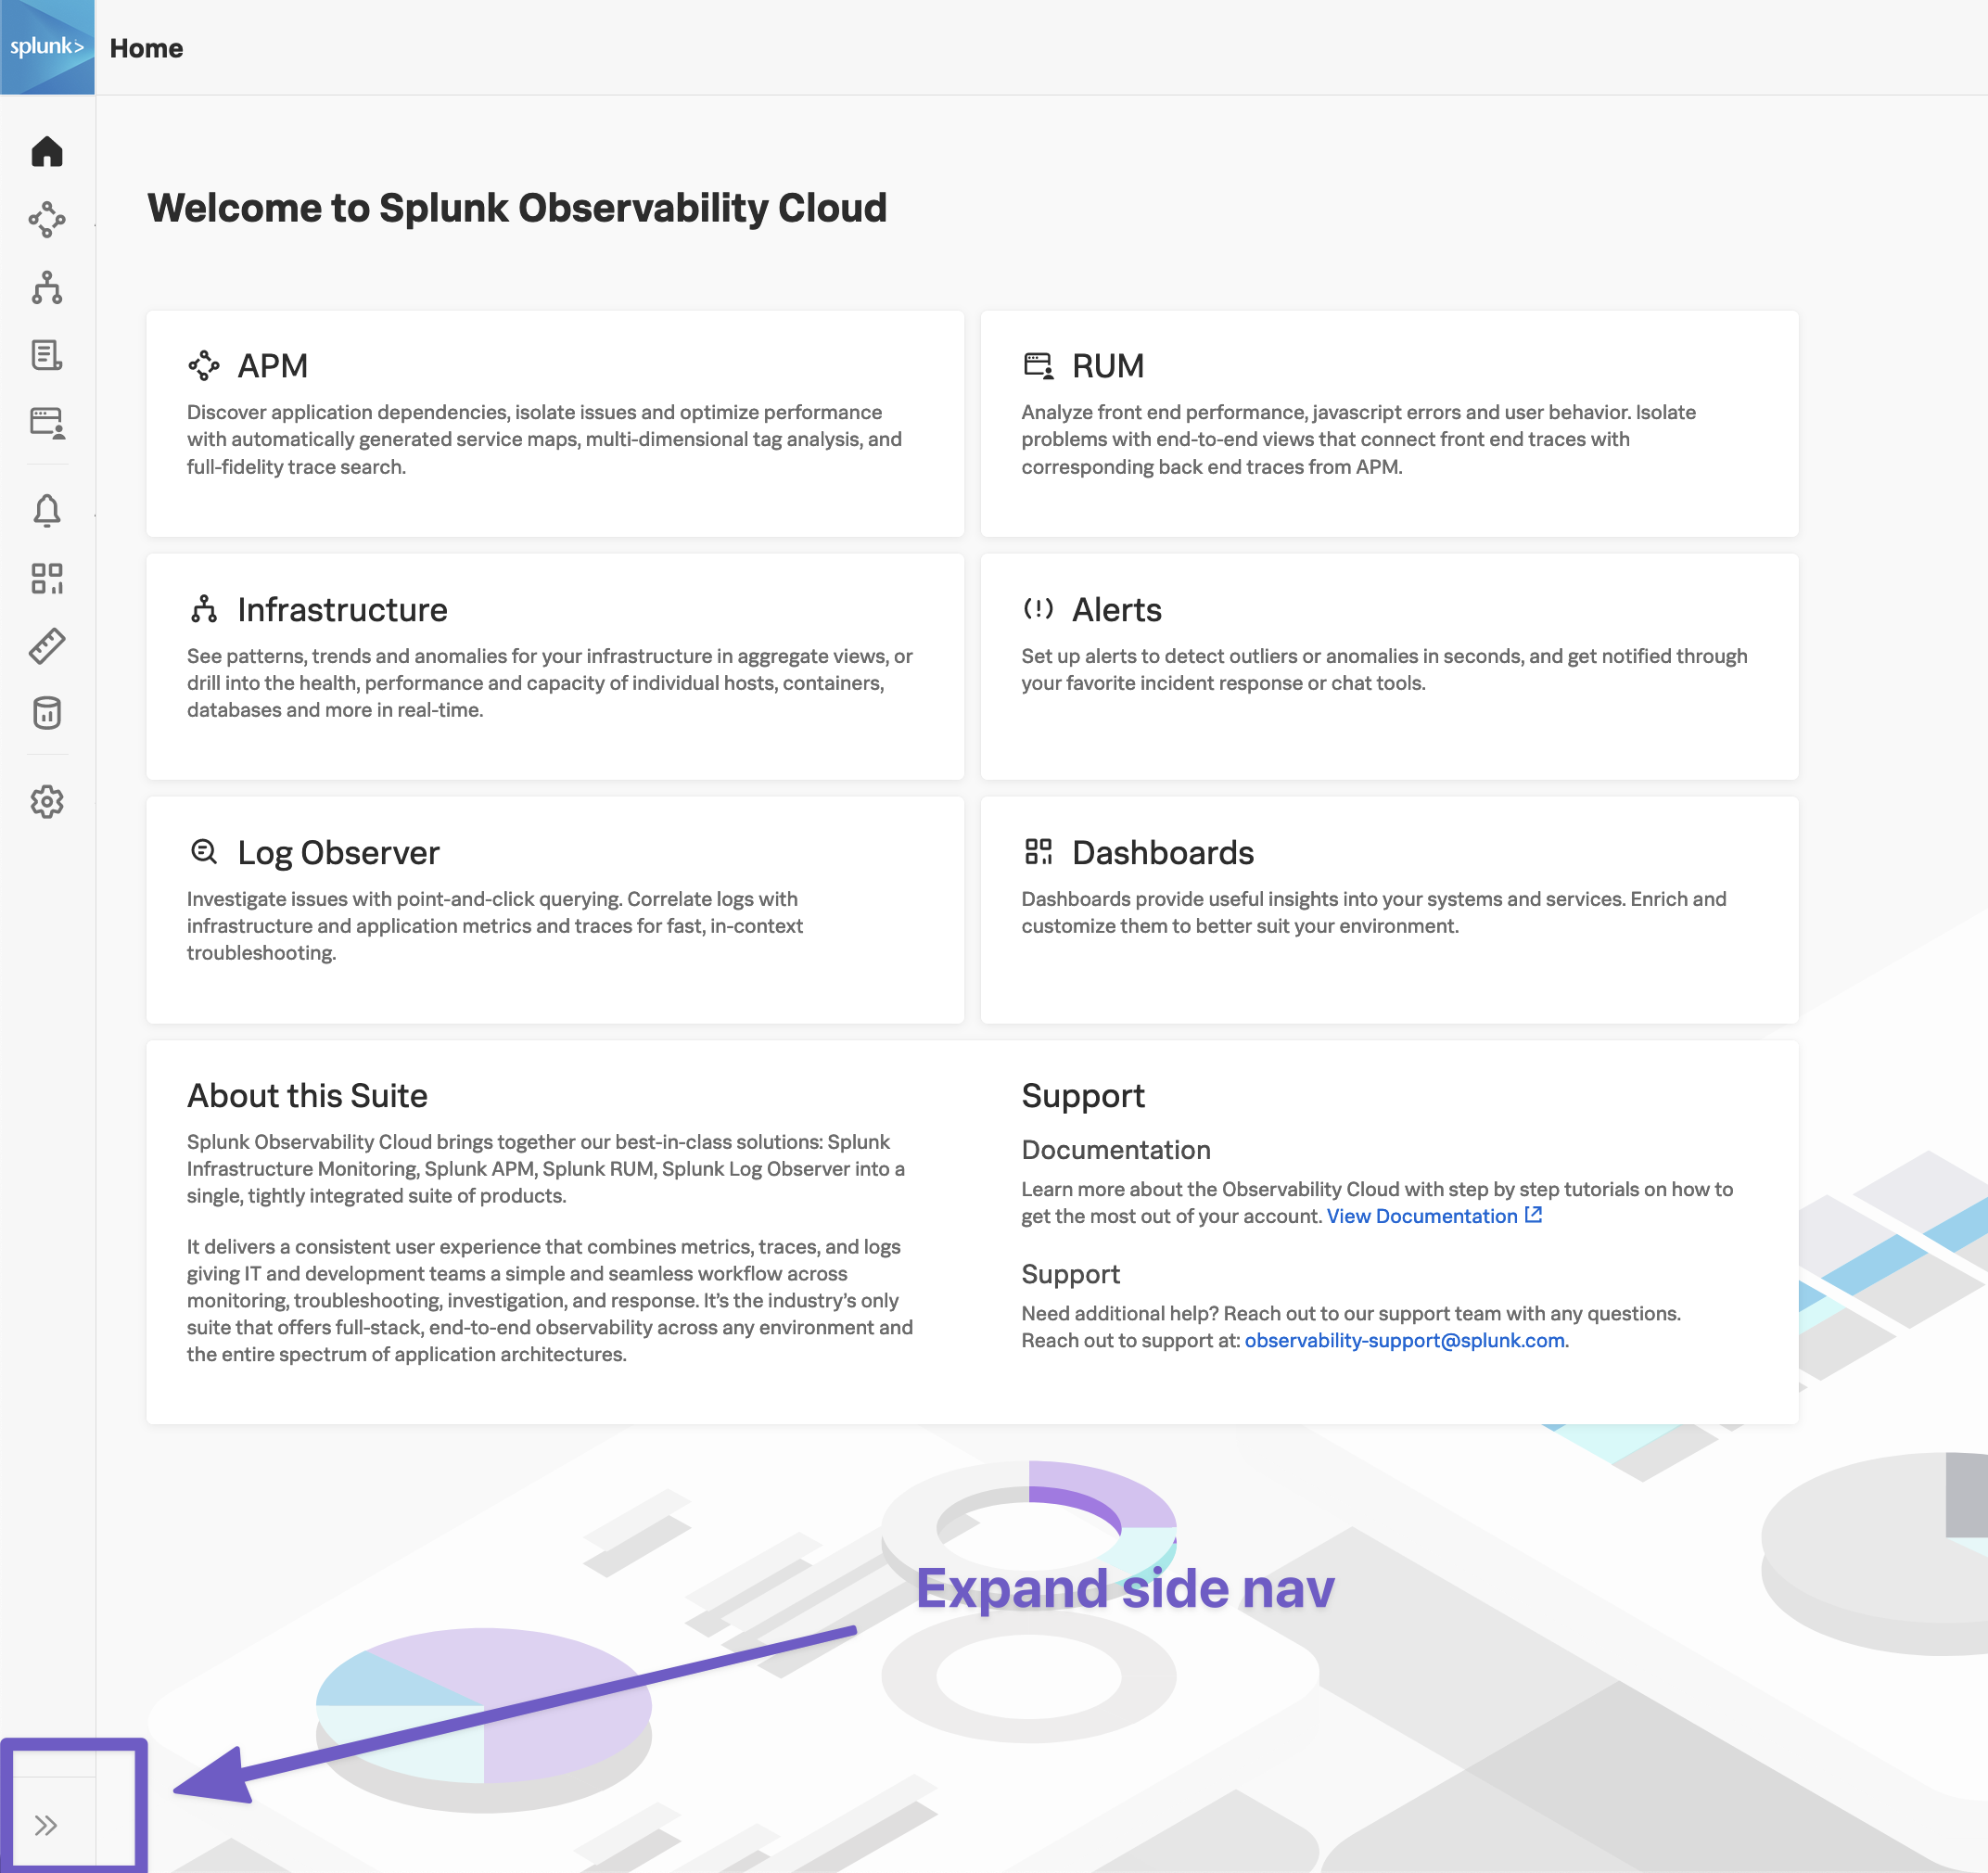 splunk>
Home
Welcome to Splunk Observability Cloud
APM
Discover application dependencies, isolate issues and optimize performance
with automatically generated service maps, multi-dimensional tag analysis, and
full-fidelity trace search.
RUM
Analyze front end performance, javascript errors and user behavior. Isolate
problems with end-to-end views that connect front end traces with
corresponding back end traces from APM.
Infrastructure
See patterns, trends and anomalies for your infrastructure in aggregate views, or
drill into the health, performance and capacity of individual hosts, containers,
databases and more in real-time.
Alerts
Set up alerts to detect outliers or anomalies in seconds, and get notified through
your favorite incident response or chat tools.
Log Observer
Investigate issues with point-and-click querying. Correlate logs with
infrastructure and application metrics and traces for fast, in-context
troubleshooting.
Dashboards
Dashboards provide useful insights into your systems and services. Enrich and
customize them to better suit your environment.
About this Suite
Splunk Observability Cloud brings together our best-in-class solutions: Splunk
Infrastructure Monitoring, Splunk APM, Splunk RUM, Splunk Log Observer into a
single, tightly integrated suite of products.
It delivers a consistent user experience that combines metrics, traces, and logs
giving IT and development teams a simple and seamless workflow across
monitoring, troubleshooting, investigation, and response. It’s the industry’s only
suite that offers full-stack, end-to-end observability across any environment and
the entire spectrum of application architectures.
Support
Documentation
Learn more about the Observability Cloud with step by step tutorials on how to
get the most out of your account. View Documentation
Support
Need additional help? Reach out to our support team with any questions.
Reach out to support at: observability-support@splunk.com.
Expand side nav